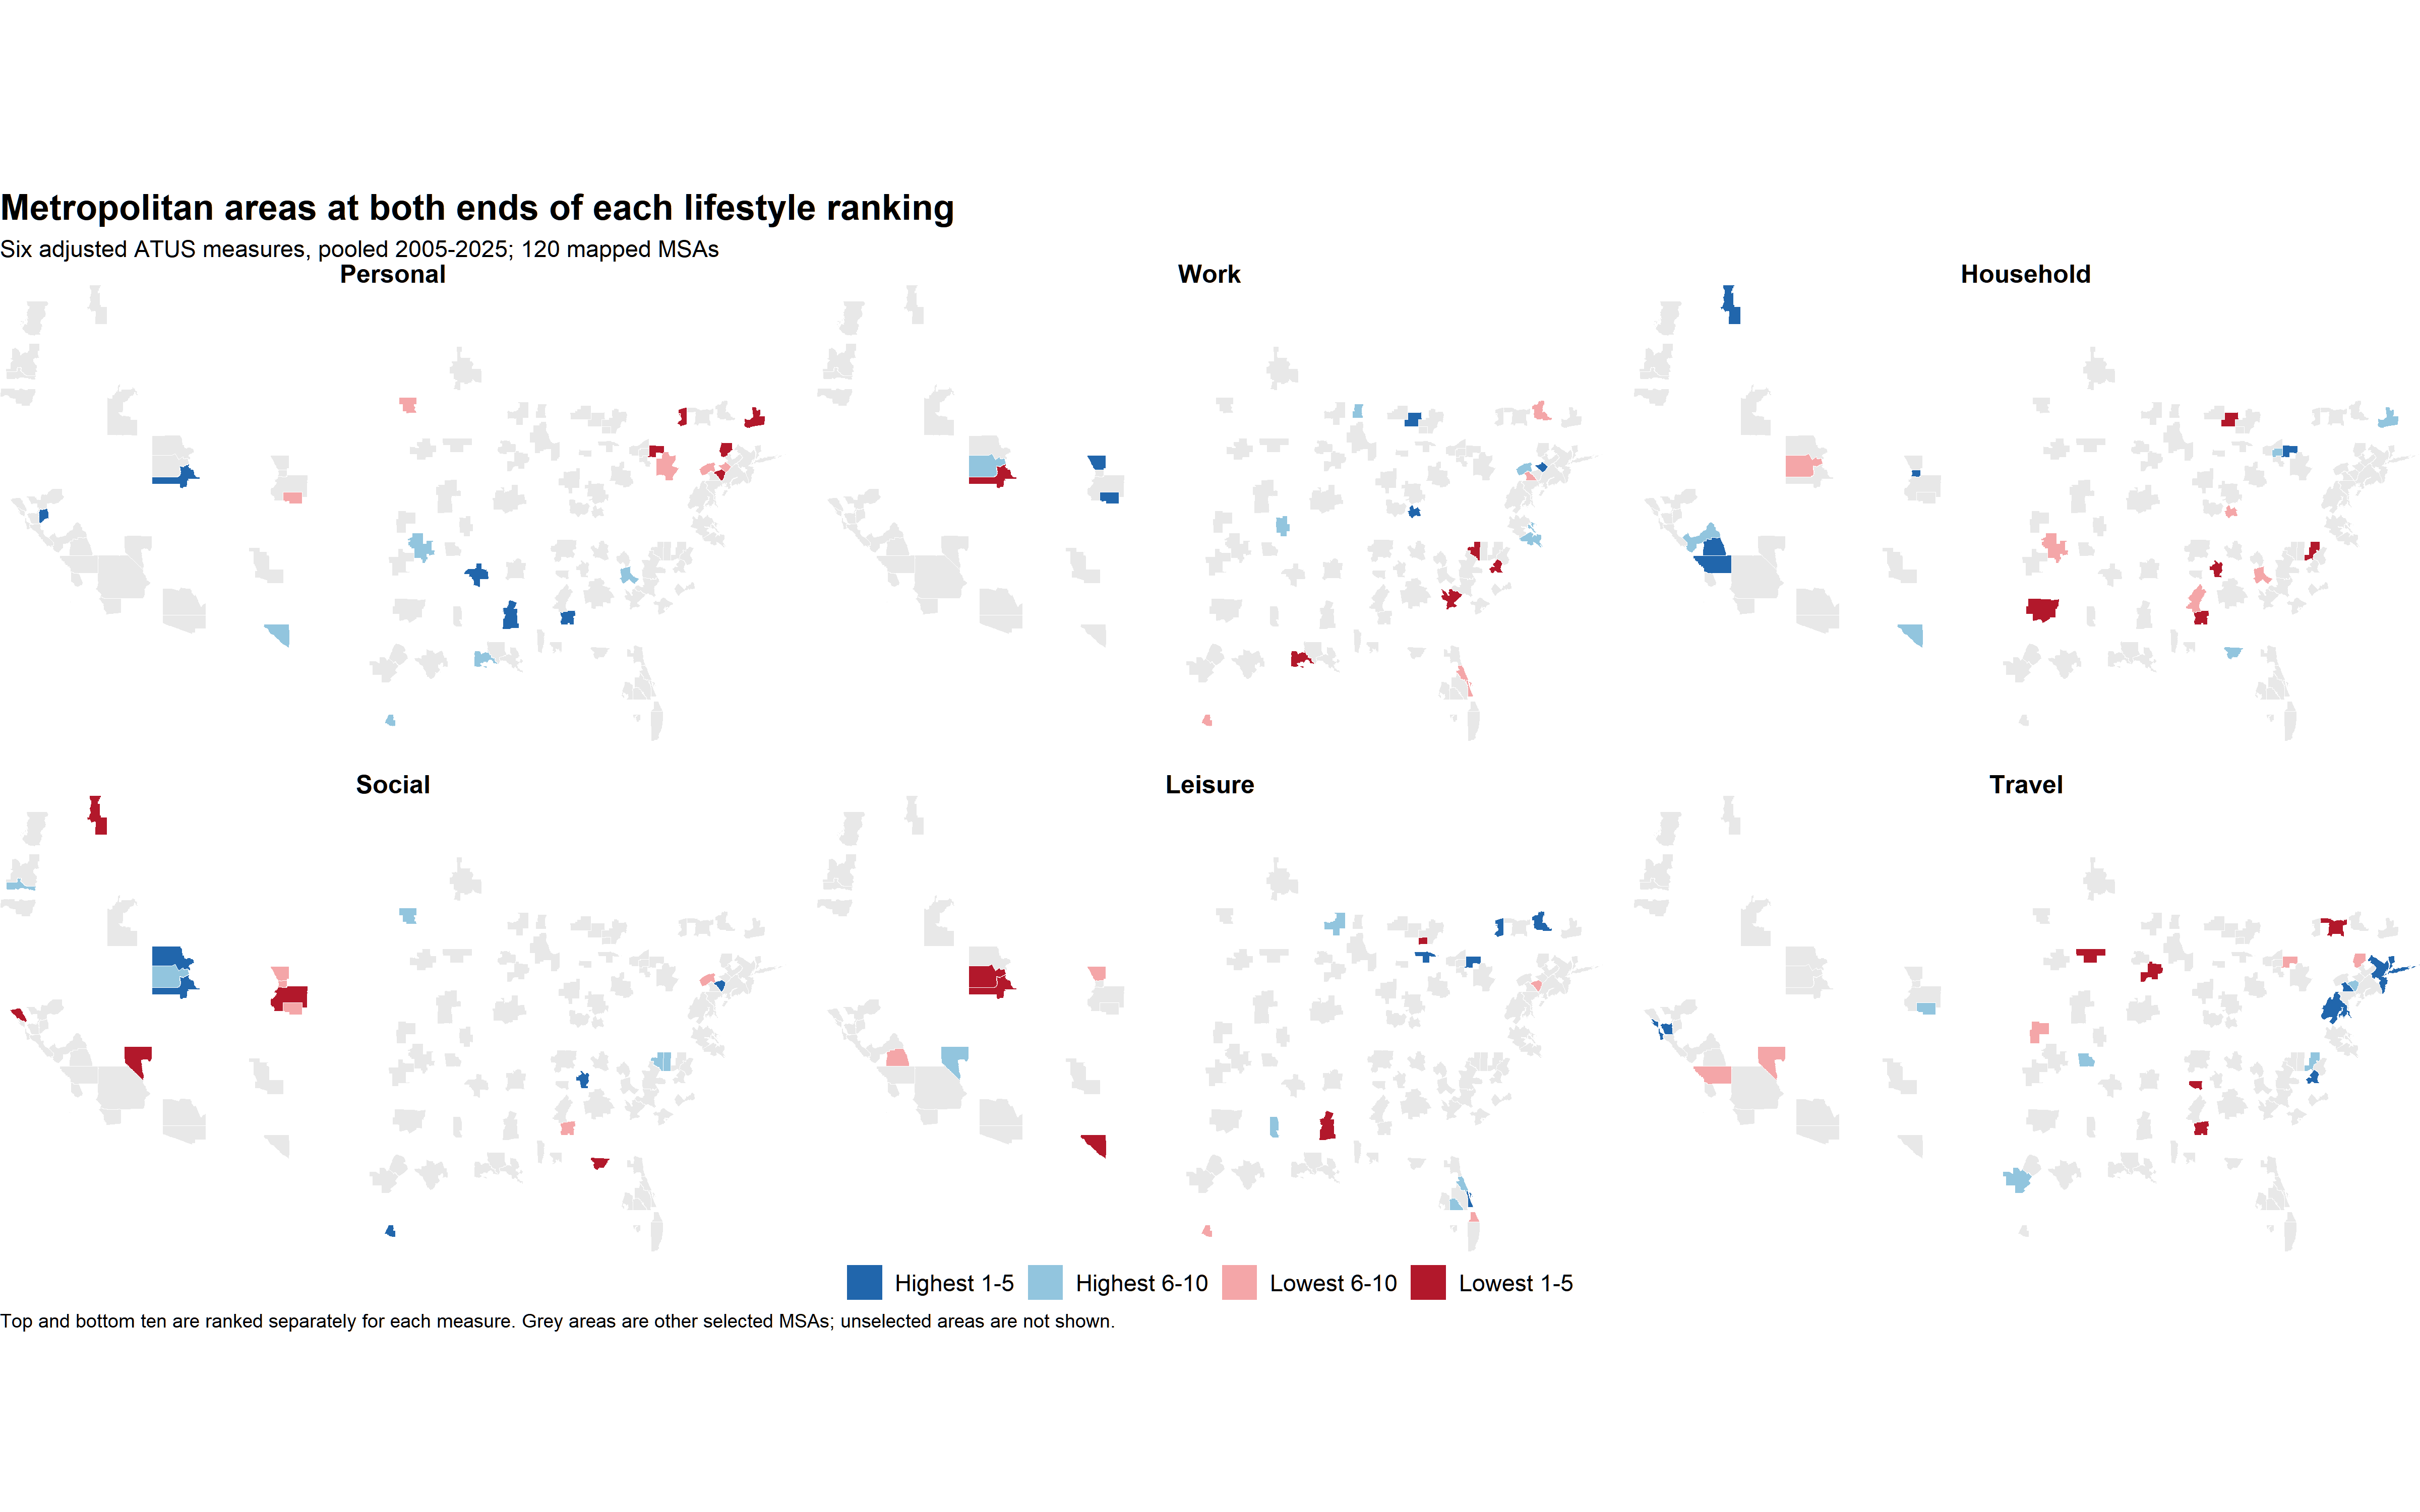 Metropolitan areas at both ends of each lifestyle ranking
Six adjusted ATUS measures, pooled 2005-2025; 120 mapped MSAs
Personal
Work
Household
Social
Leisure
Travel
Highest 1-5
Highest 6-10
Lowest 6-10
Lowest 1-5
Top and bottom ten are ranked separately for each measure. Grey areas are other selected MSAs; unselected areas are not shown.